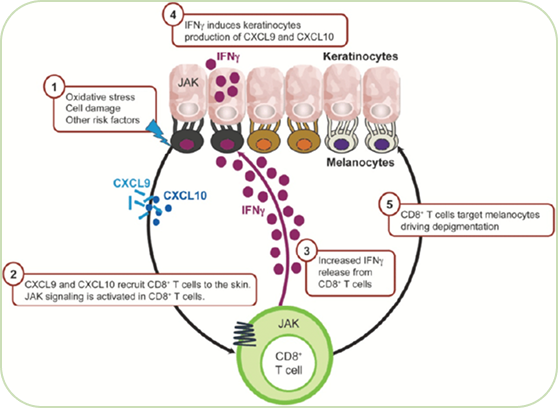 4
IFNγ induces keratinocytes
production of CXCL9 and CXCL10
IFNγ
Keratinocytes
JAK
1
Oxidative stress
Cell damage
Other risk factors
Melanocytes
CXCL9
CXCL10
IFNγ
5
CD8⁺ T cells target melanocytes
driving depigmentation
3
Increased IFNγ
release from
CD8⁺ T cells
2
CXCL9 and CXCL10 recruit CD8⁺ T cells to the skin.
JAK signaling is activated in CD8⁺ T cells.
JAK
CD8⁺
T cell